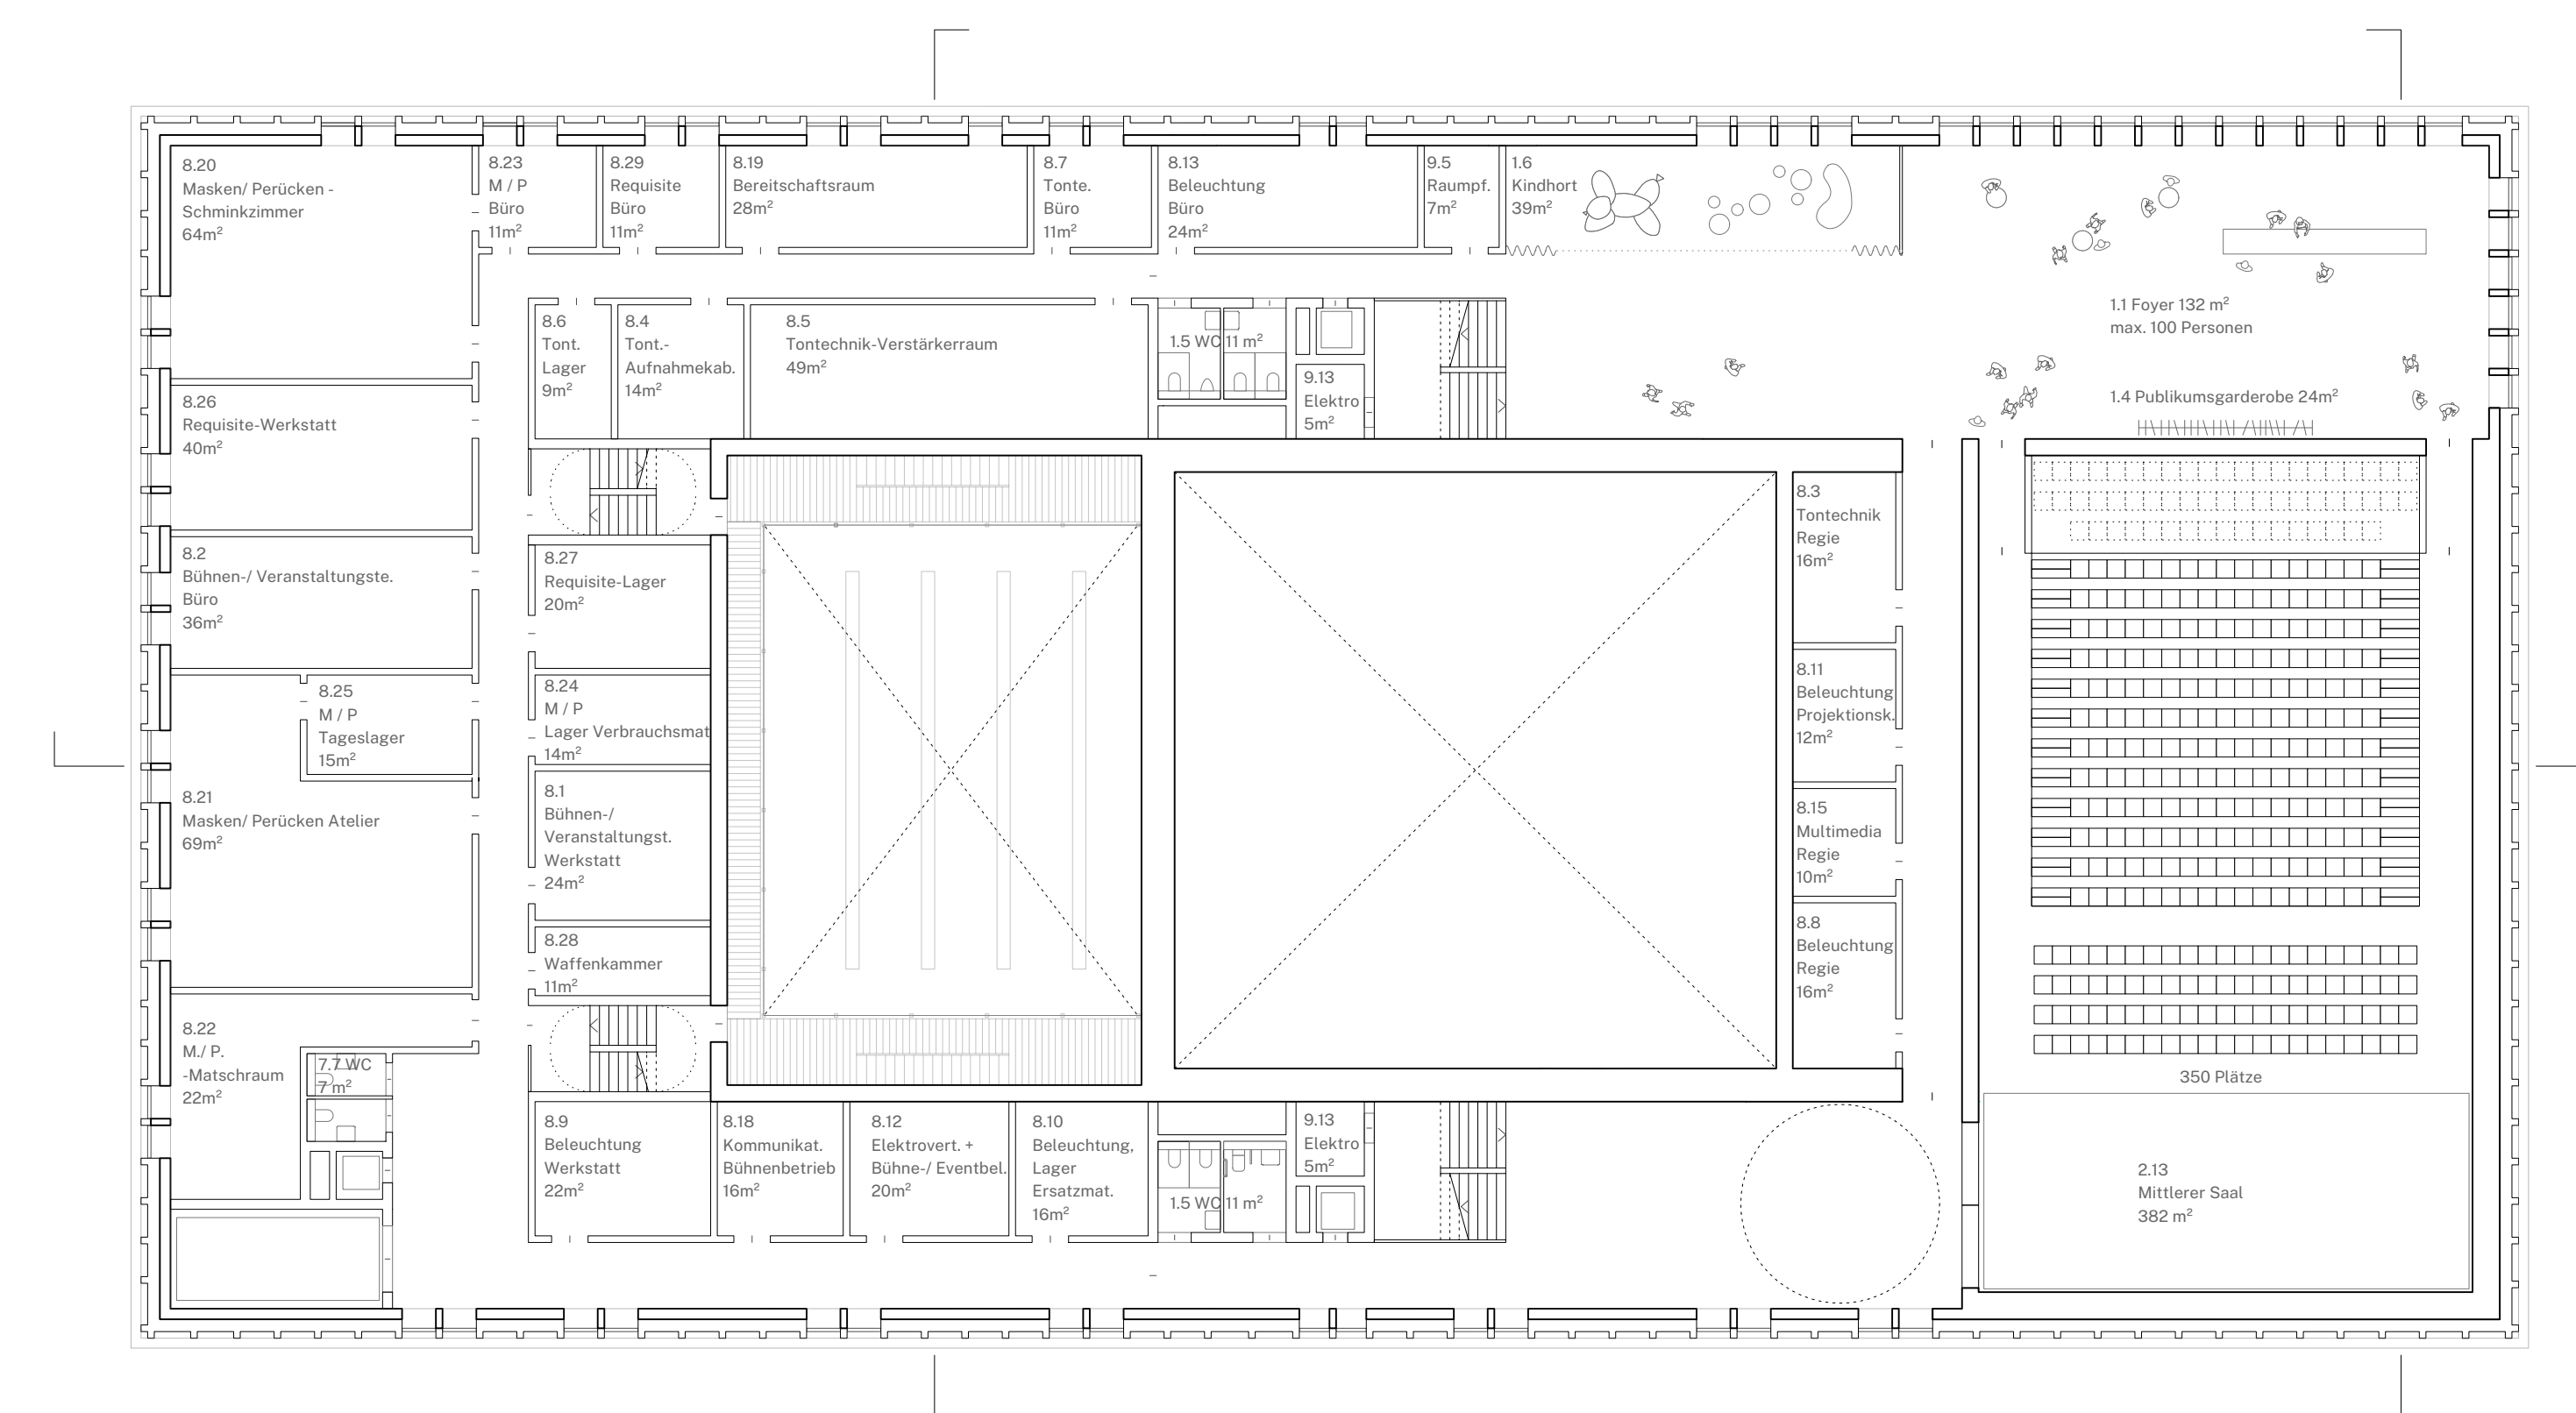 8.20
Masken/ Perücken -
Schminkzimmer
64m²
8.23
M / P
Büro
11m²
8.29
Requisite
Büro
11m²
8.19
Bereitschaftsraum
28m²
8.7
Tonte.
Büro
11m²
8.13
Beleuchtung
Büro
24m²
9.5
Raumpf.
7m²
1.6
Kindhort
39m²
1.1 Foyer 132 m²
max. 100 Personen
1.4 Publikumsgarderobe 24m²
8.6
Tont.
Lager
9m²
8.4
Tont.-
Aufnahmekab.
14m²
8.5
Tontechnik-Verstärkerraum
49m²
1.5 WC 11 m²
9.13
Elektro
5m²
8.26
Requisite-Werkstatt
40m²
8.2
Bühnen-/ Veranstaltungste.
Büro
36m²
8.27
Requisite-Lager
20m²
8.3
Tontechnik
Regie
16m²
8.25
M / P
Tageslager
15m²
8.24
M / P
Lager Verbrauchsmat
14m²
8.11
Beleuchtung
Projektionsk.
12m²
8.21
Masken/ Perücken Atelier
69m²
8.1
Bühnen-/
Veranstaltungst.
Werkstatt
24m²
8.15
Multimedia
Regie
10m²
8.28
Waffenkammer
11m²
8.8
Beleuchtung
Regie
16m²
8.22
M./ P.
-Matschraum
22m²
7.7 WC
7 m²
350 Plätze
8.9
Beleuchtung
Werkstatt
22m²
8.18
Kommunikat.
Bühnenbetrieb
16m²
8.12
Elektrovert. +
Bühne-/ Eventbel.
20m²
8.10
Beleuchtung,
Lager
Ersatzmat.
16m²
1.5 WC 11 m²
9.13
Elektro
5m²
2.13
Mittlerer Saal
382 m²